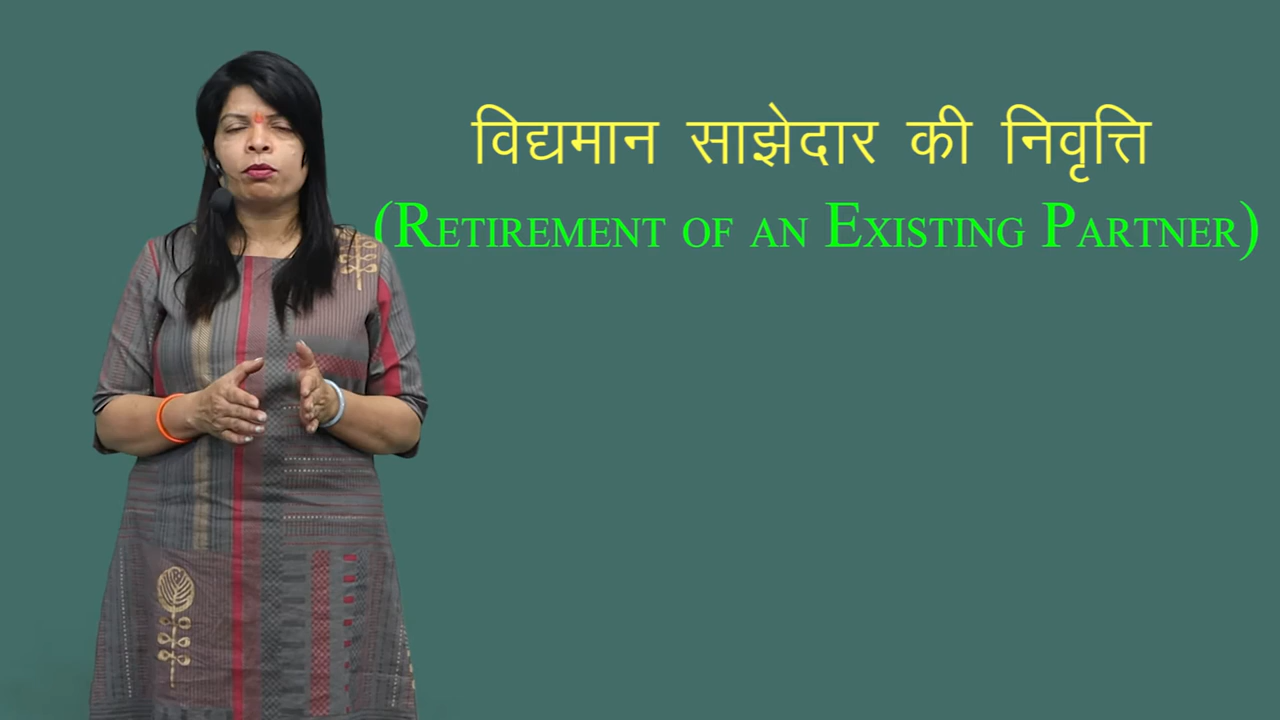 विद्यमान साझेदार की निवृत्ति
(Retirement of an Existing Partner)